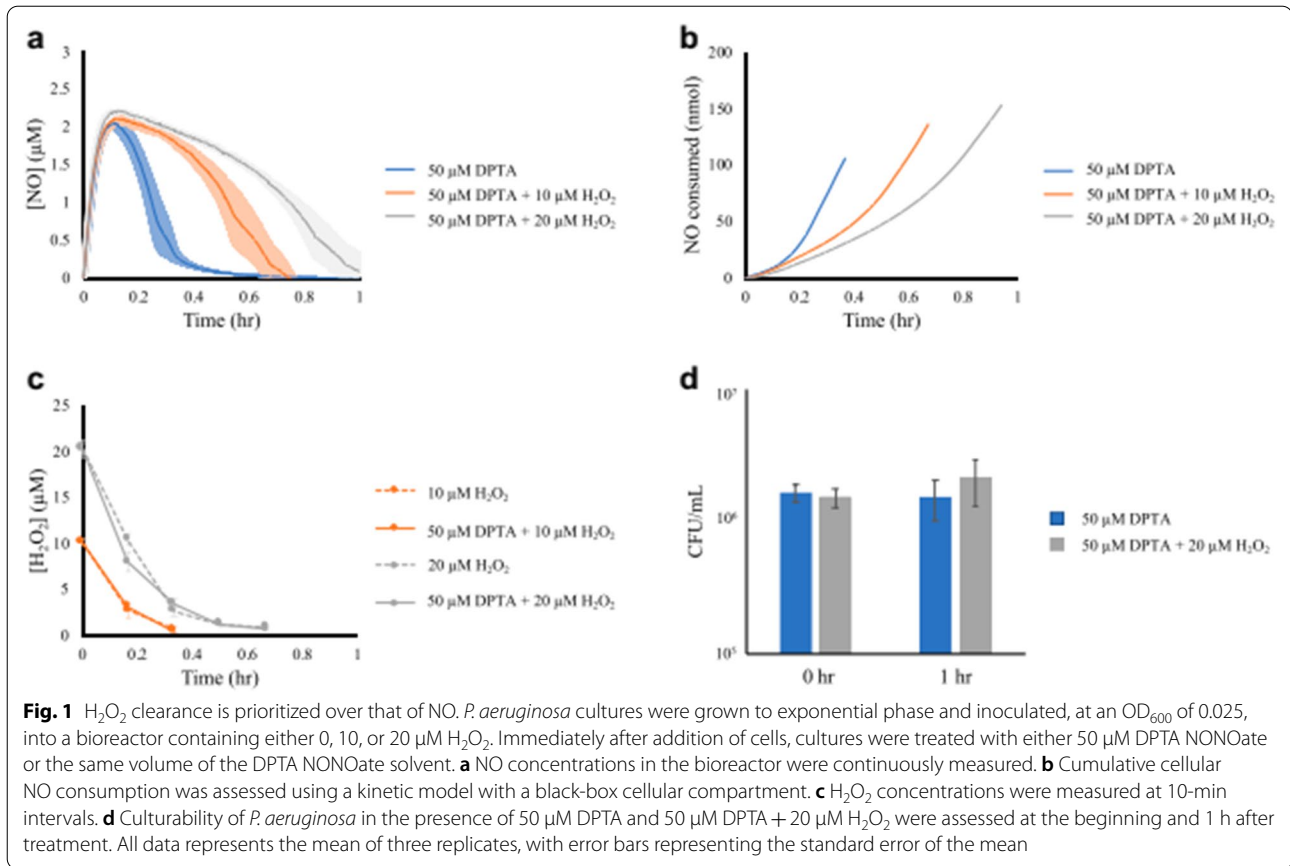 a
3
2.5
2
1.5
1
0.5
0
[NO] (µM)
0 0.2 0.4 0.6 0.8 1
Time (hr)
50 µM DPTA
50 µM DPTA + 10 µM H₂O₂
50 µM DPTA + 20 µM H₂O₂
b
200
150
100
50
0
NO consumed (nmol)
0 0.2 0.4 0.6 0.8 1
Time (hr)
50 µM DPTA
50 µM DPTA + 10 µM H₂O₂
50 µM DPTA + 20 µM H₂O₂
c
25
20
15
10
5
0
[H₂O₂] (µM)
0 0.2 0.4 0.6 0.8 1
Time (hr)
10 µM H₂O₂
50 µM DPTA + 10 µM H₂O₂
20 µM H₂O₂
50 µM DPTA + 20 µM H₂O₂
d
10⁷
10⁶
10⁵
CFU/mL
0 hr 1 hr
50 µM DPTA
50 µM DPTA + 20 µM H₂O₂
Fig. 1 H₂O₂ clearance is prioritized over that of NO. P. aeruginosa cultures were grown to exponential phase and inoculated, at an OD₆₀₀ of 0.025,
into a bioreactor containing either 0, 10, or 20 µM H₂O₂. Immediately after addition of cells, cultures were treated with either 50 µM DPTA NONOate
or the same volume of the DPTA NONOate solvent. a NO concentrations in the bioreactor were continuously measured. b Cumulative cellular
NO consumption was assessed using a kinetic model with a black-box cellular compartment. c H₂O₂ concentrations were measured at 10-min
intervals. d Culturability of P. aeruginosa in the presence of 50 µM DPTA and 50 µM DPTA + 20 µM H₂O₂ were assessed at the beginning and 1 h after
treatment. All data represents the mean of three replicates, with error bars representing the standard error of the mean